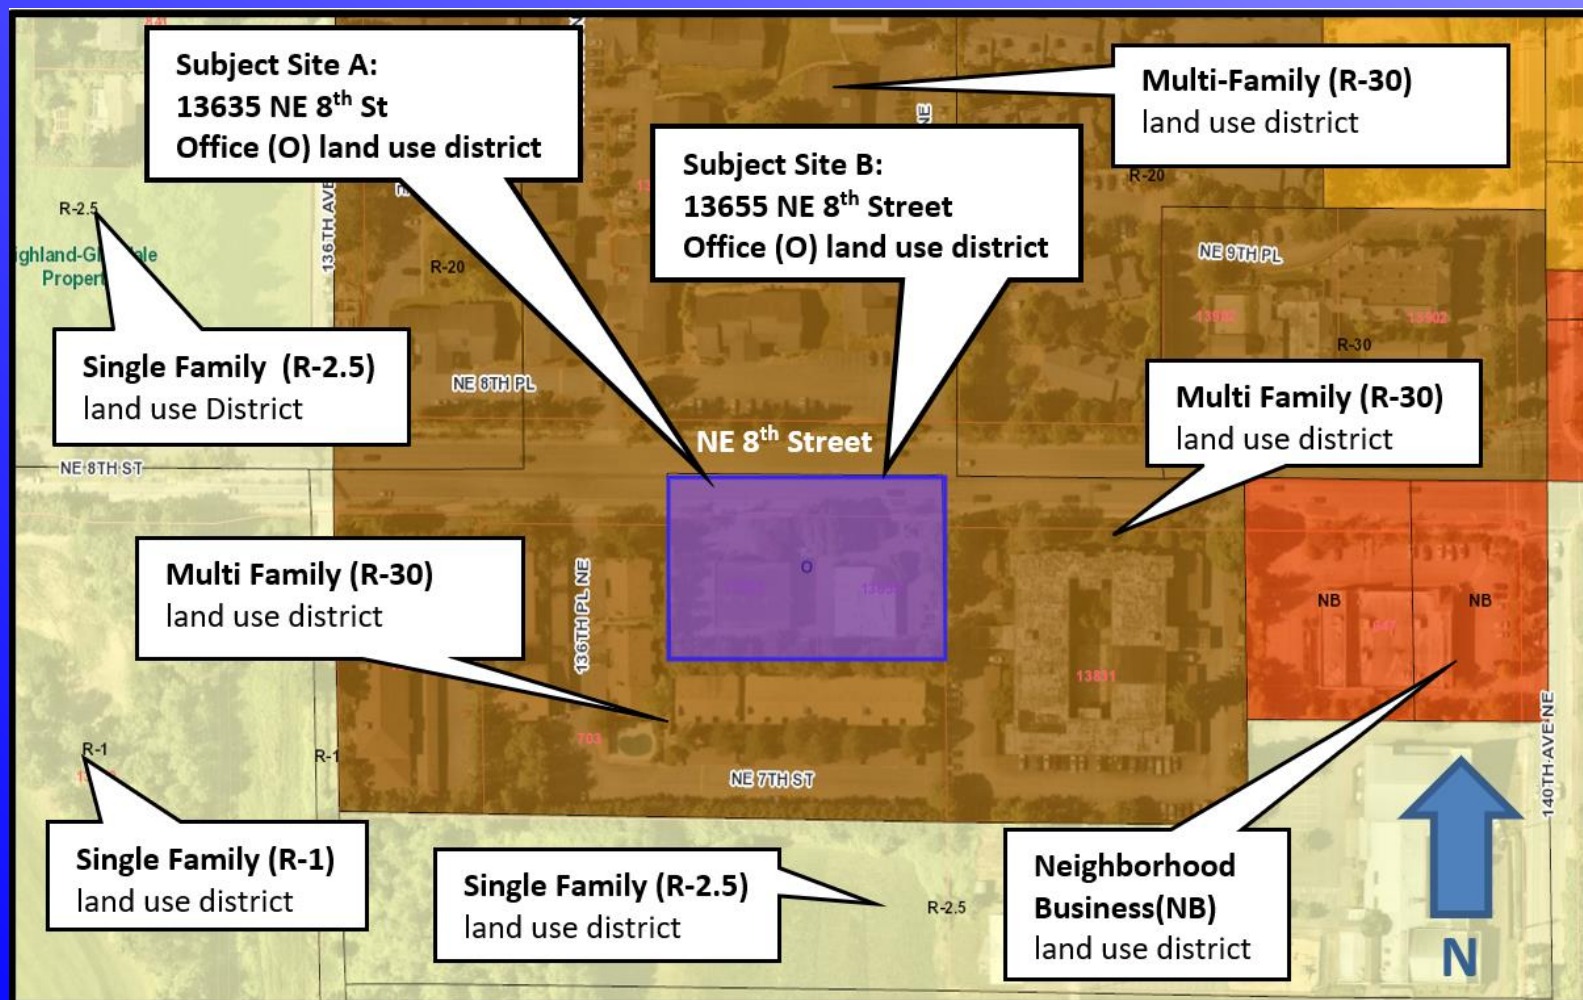 841
Subject Site A:
13635 NE 8th St
Office (O) land use district
Multi-Family (R-30)
land use district
Subject Site B:
13655 NE 8th Street
Office (O) land use district
NE
R-20
R-2.5
136TH AVE
NE 9TH PL
R-20
13902
R-30
Single Family (R-2.5)
land use District
NE 8TH PL
Multi Family (R-30)
land use district
NE 8th Street
NE 8TH ST
Multi Family (R-30)
land use district
136TH PL NE
O
NB
NB
13831
703
R-1
R-1
NE 7TH ST
140TH AVE NE
Single Family (R-1)
land use district
Single Family (R-2.5)
land use district
R-2.5
Neighborhood
Business(NB)
land use district
N